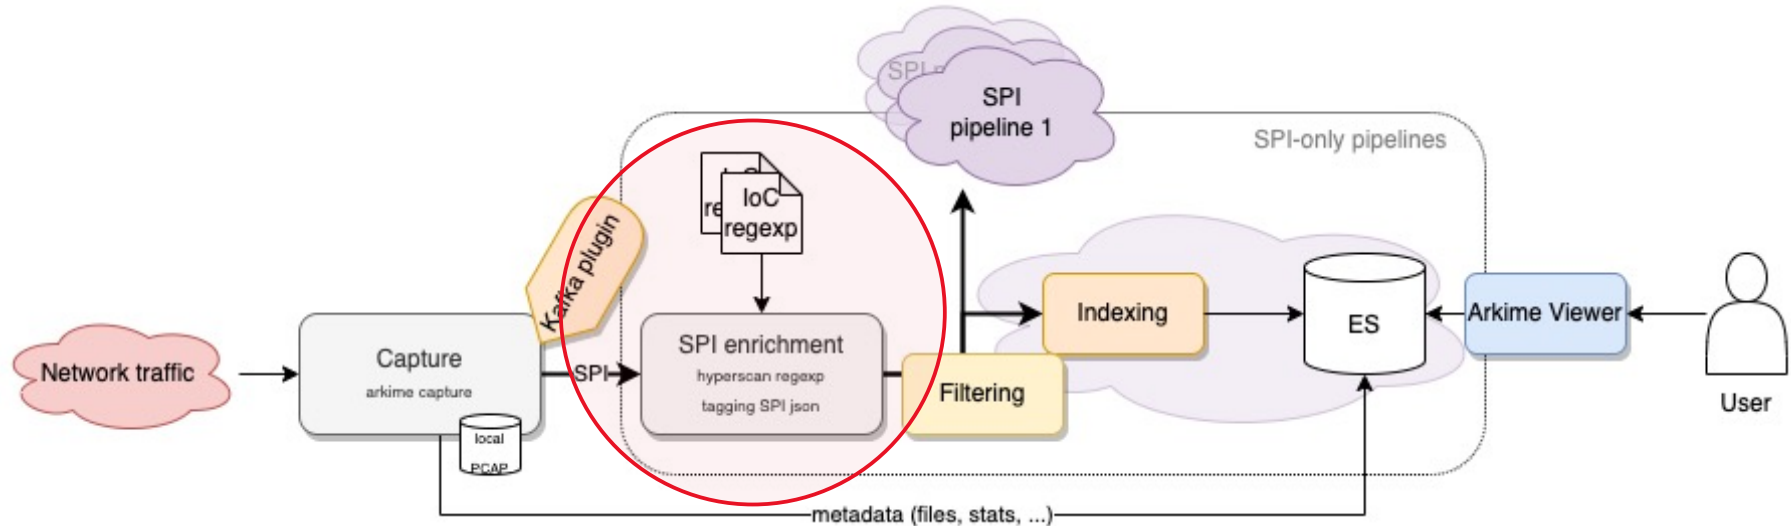 SPI
pipeline 1
SPI-only pipelines
IoC
regexp
Kafka plugin
Network traffic
Capture
arkime capture
local
PCAP
SPI
SPI enrichment
hyperscan regexp
tagging SPI json
Filtering
Indexing
ES
Arkime Viewer
User
metadata (files, stats, ...)